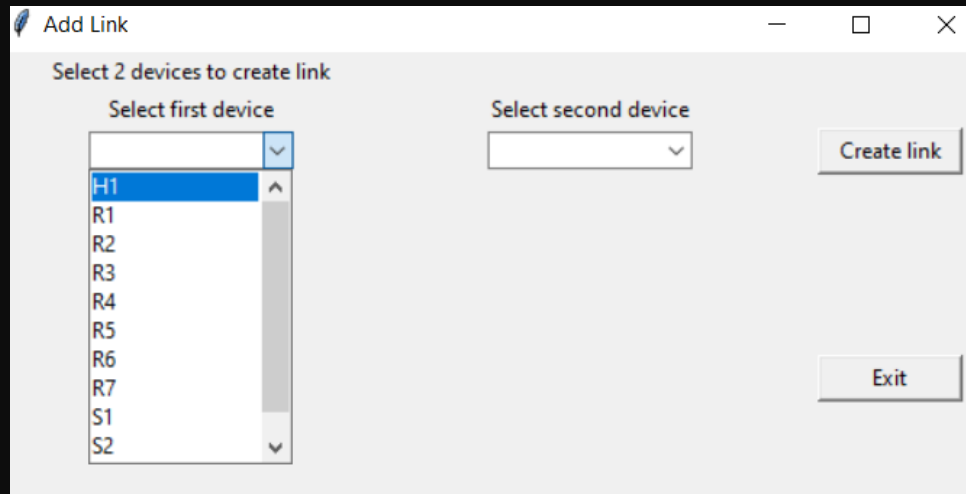 Add Link
Select 2 devices to create link
Select first device
Select second device
Create link
H1
R1
R2
R3
R4
R5
R6
R7
S1
S2
Exit